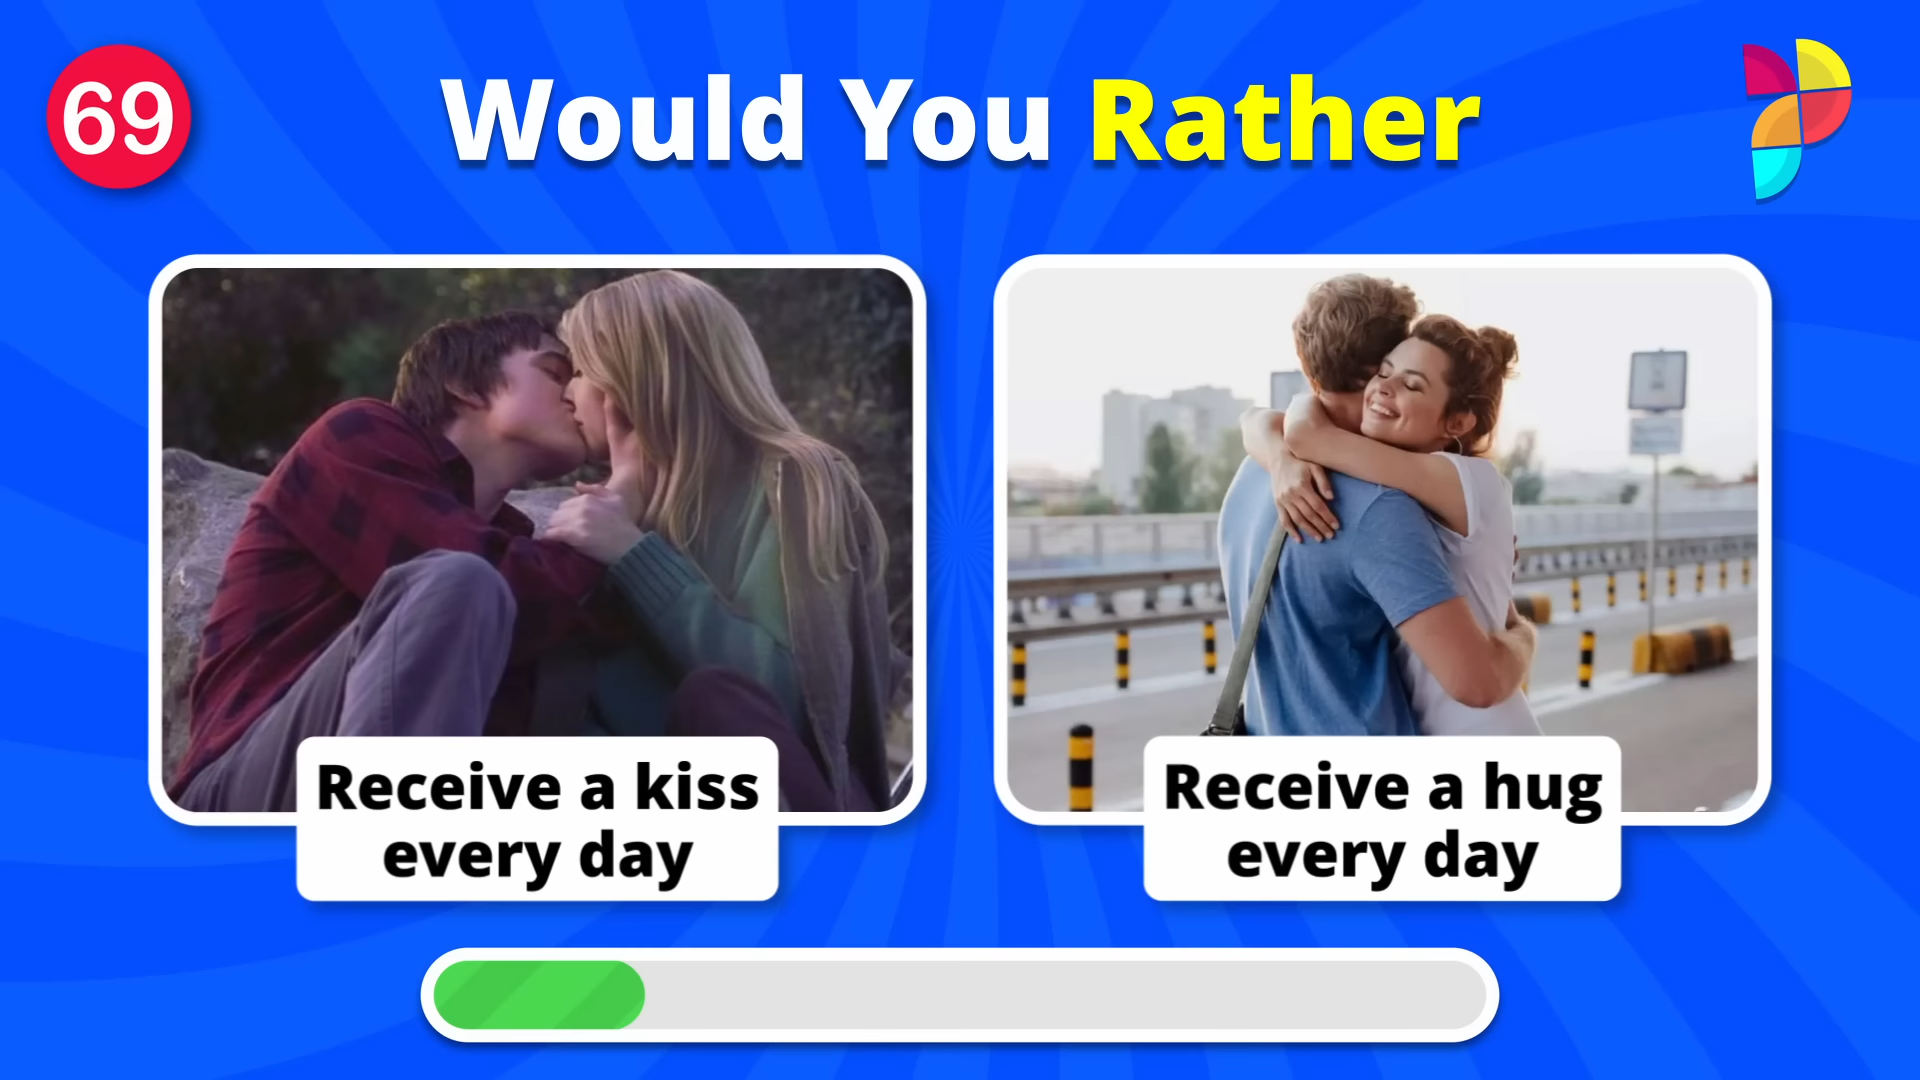 69
Would You Rather
Receive a kiss
every day
Receive a hug
every day